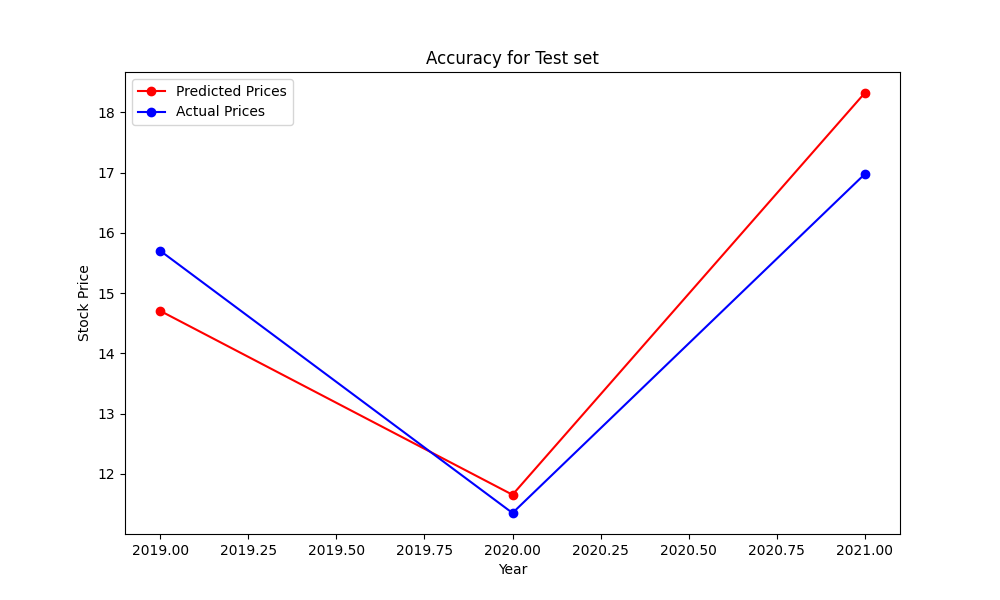 Accuracy for Test set
Predicted Prices
Actual Prices
18
17
16
15
14
13
12
Stock Price
2019.00 2019.25 2019.50 2019.75 2020.00 2020.25 2020.50 2020.75 2021.00
Year